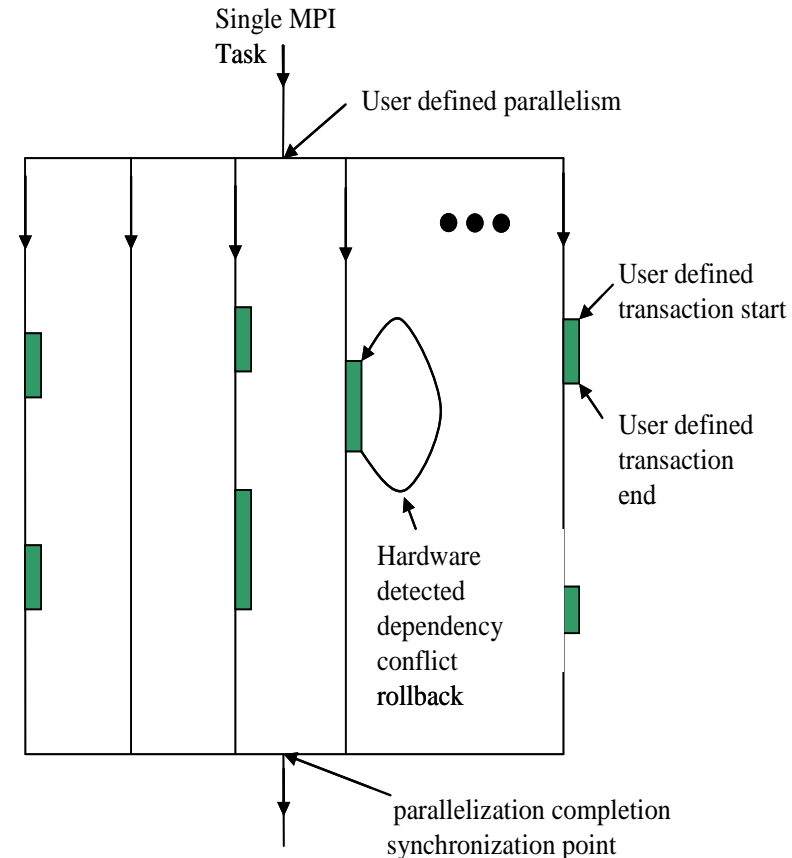 Single MPI
Task
User defined parallelism
User defined
transaction start
User defined
transaction
end
Hardware
detected
dependency
conflict
rollback
parallelization completion
synchronization point